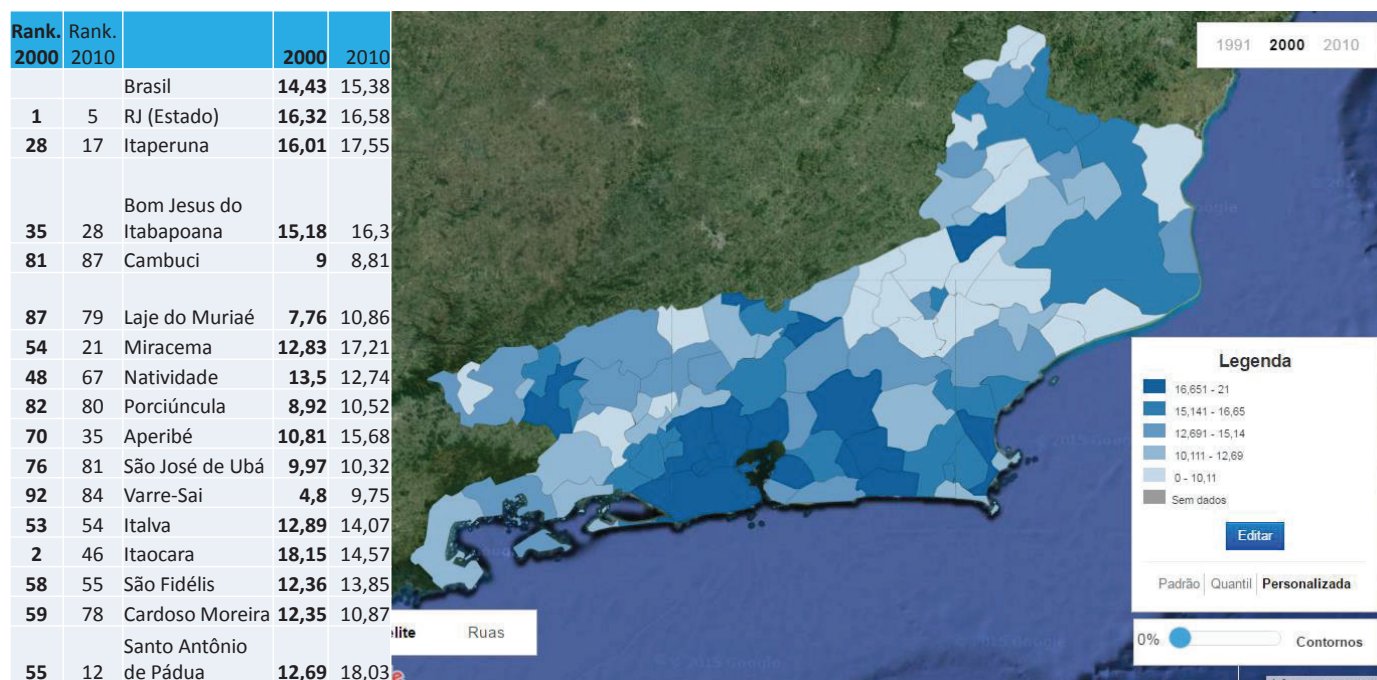 Rank. Rank.
2000 2010 2000 2010
Brasil 14,43 15,38
1 5 RJ (Estado) 16,32 16,58
28 17 Itaperuna 16,01 17,55
Bom Jesus do
35 28 Itabapoana 15,18 16,3
81 87 Cambuci 9 8,81
87 79 Laje do Muriaé 7,76 10,86
54 21 Miracema 12,83 17,21
48 67 Natividade 13,5 12,74
82 80 Porciúncula 8,92 10,52
70 35 Aperibé 10,81 15,68
76 81 São José de Ubá 9,97 10,32
92 84 Varre-Sai 4,8 9,75
53 54 Italva 12,89 14,07
2 46 Itaocara 18,15 14,57
58 55 São Fidélis 12,36 13,85
59 78 Cardoso Moreira 12,35 10,87
Santo Antônio
55 12 de Pádua 12,69 18,03
1991 2000 2010
Legenda
16,651 - 21
15,141 - 16,65
12,691 - 15,14
10,111 - 12,69
0 - 10,11
Sem dados
Editar
Padrão Quantil Personalizada
0% Contornos
lite Ruas
© 2015 Google